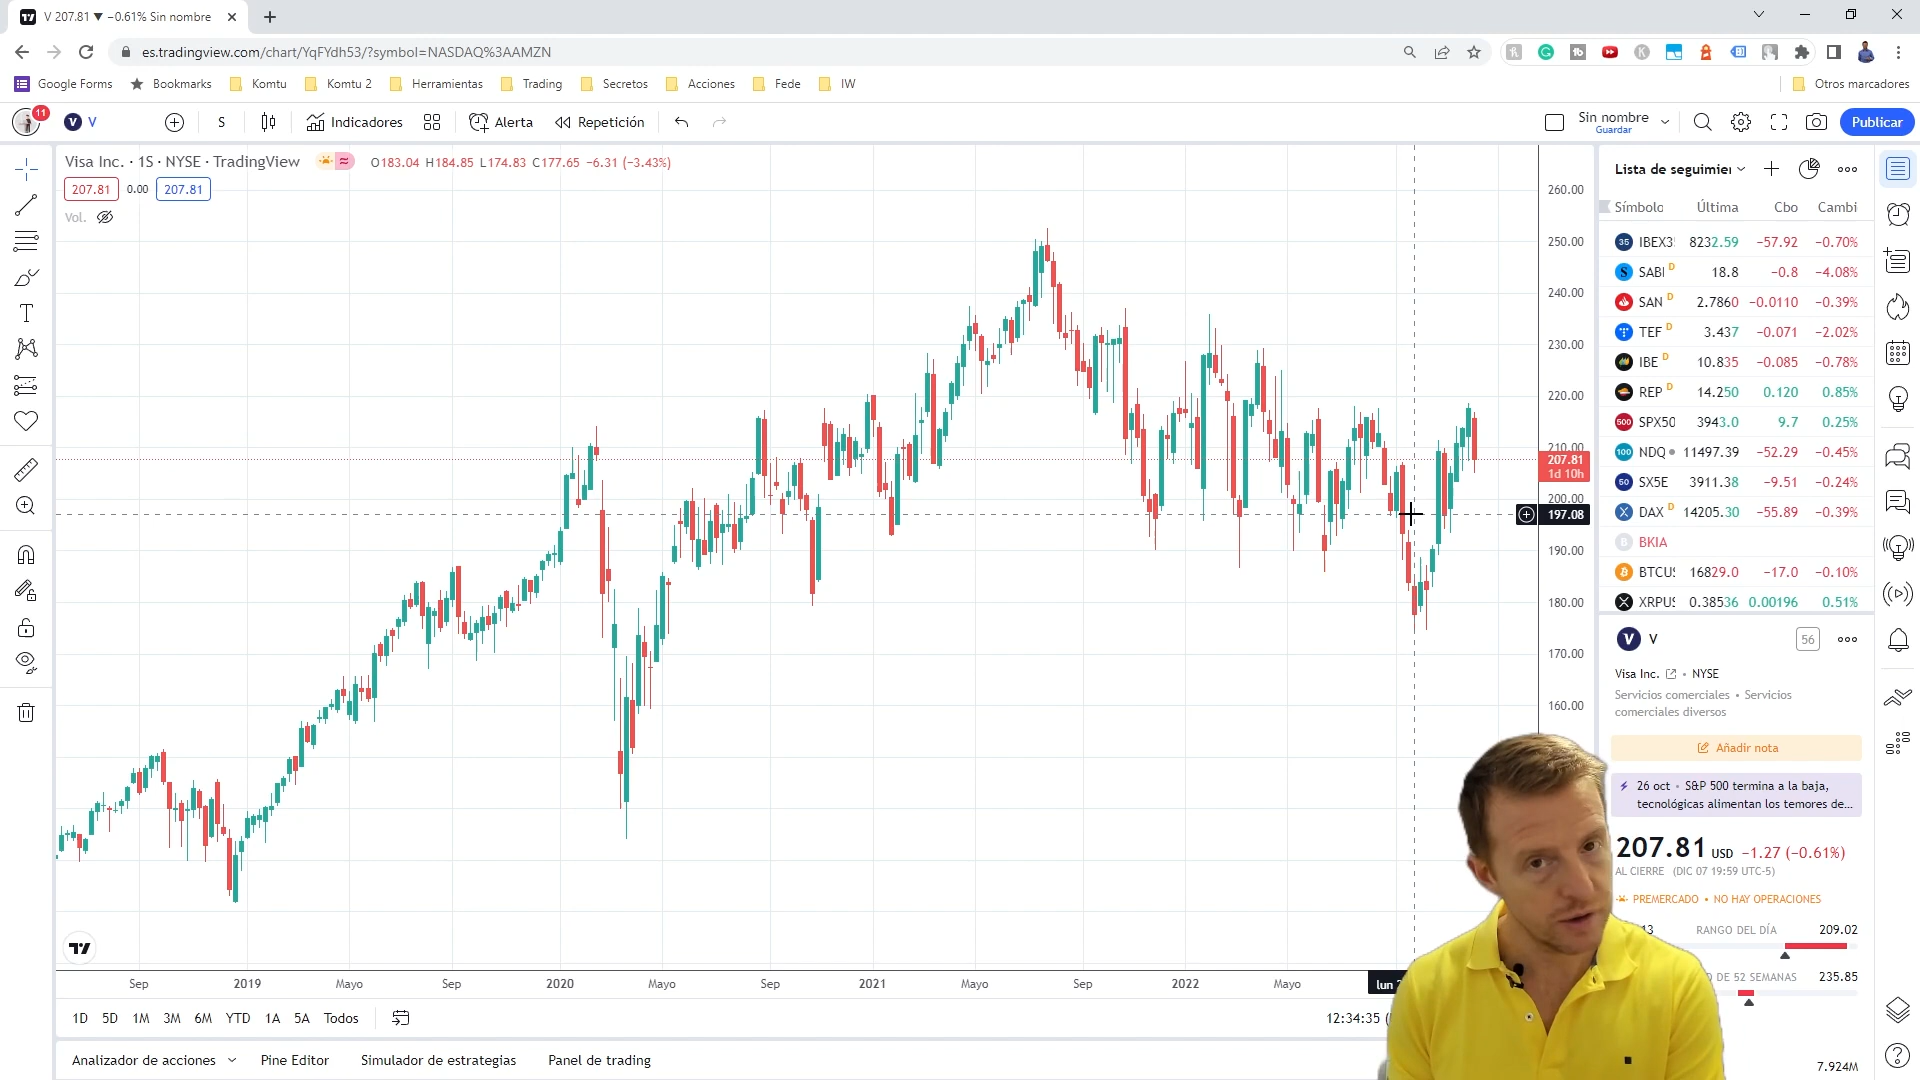 V 207.81 ▼ −0.61% Sin nombre
es.tradingview.com/chart/YqFYdh53/?symbol=NASDAQ%3AAMZN
Google Forms Bookmarks Komtu Komtu 2 Herramientas Trading Secretos Acciones Fede IW Otros marcadores
11 V S Indicadores Alerta Repetición Sin nombre Publicar
Guardar
Visa Inc. · 1S · NYSE · TradingView O183.04 H184.85 L174.83 C177.65 −6.31 (−3.43%)
207.81 0.00 207.81
Vol.
260.00
250.00
240.00
230.00
220.00
210.00
207.81
1d 10h
200.00
197.08
190.00
180.00
170.00
160.00
Sep 2019 Mayo Sep 2020 Mayo Sep 2021 Mayo Sep 2022 Mayo lun
1D 5D 1M 3M 6M YTD 1A 5A Todos 12:34:35
Analizador de acciones Pine Editor Simulador de estrategias Panel de trading
Lista de seguimier
Símbolo Última Cbo Cambi
35 IBEX3 8232.59 −57.92 −0.70%
S SABI D 18.8 −0.8 −4.08%
SAN D 2.7860 −0.0110 −0.39%
TEF D 3.437 −0.071 −2.02%
IBE D 10.835 −0.085 −0.78%
REP D 14.250 0.120 0.85%
500 SPX50 3943.0 9.7 0.25%
100 NDQ 11497.39 −52.29 −0.45%
50 SX5E 3911.38 −9.51 −0.24%
DAX D 14205.30 −55.89 −0.39%
B BKIA
BTCUS 16829.0 −17.0 −0.10%
XRPUS 0.38536 0.00196 0.51%
V V 56
Visa Inc. • NYSE
Servicios comerciales • Servicios
comerciales diversos
Añadir nota
26 oct • S&P 500 termina a la baja,
tecnológicas alimentan los temores de...
207.81 USD −1.27 (−0.61%)
AL CIERRE (DIC 07 19:59 UTC-5)
PREMERCADO • NO HAY OPERACIONES
13 RANGO DEL DÍA 209.02
DE 52 SEMANAS 235.85
7.924M